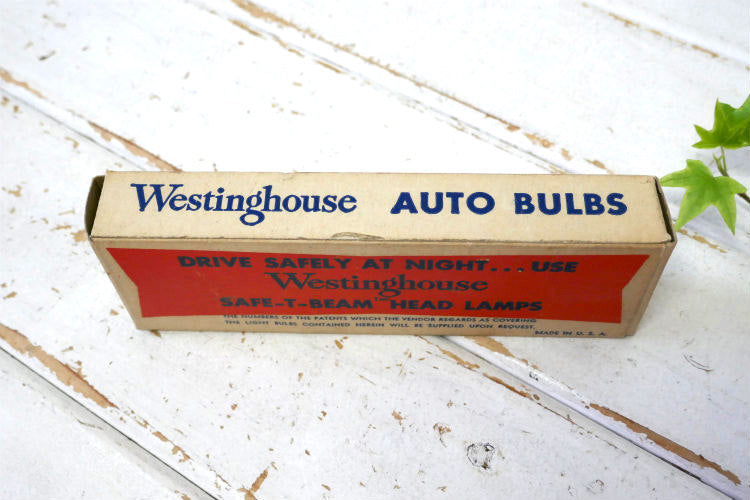 Westinghouse AUTO BULBS
DRIVE SAFELY AT NIGHT...USE
Westinghouse
SAFE-T-BEAM HEAD LAMPS
THE NUMBERS OF THE PATENTS WHICH THE VENDOR REGARDS AS COVERING
THE LIGHT BULBS CONTAINED HEREIN WILL BE SUPPLIED UPON REQUEST.
MADE IN U. S. A.